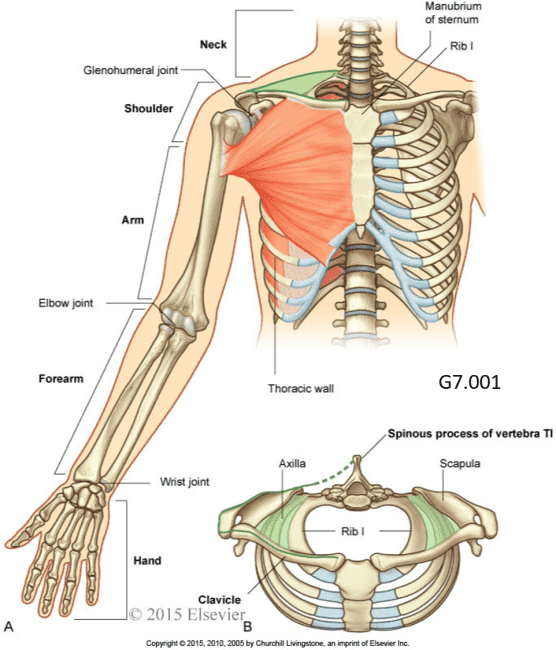 Manubrium
of sternum
Neck
Rib I
Glenohumeral joint
Shoulder
Arm
Elbow joint
Forearm
Thoracic wall
G7.001
Spinous process of vertebra TI
Axilla
Scapula
Wrist joint
Rib I
Hand
Clavicle
© 2015 Elsevier
A
B
Copyright © 2015, 2010, 2005 by Churchill Livingstone, an imprint of Elsevier Inc.